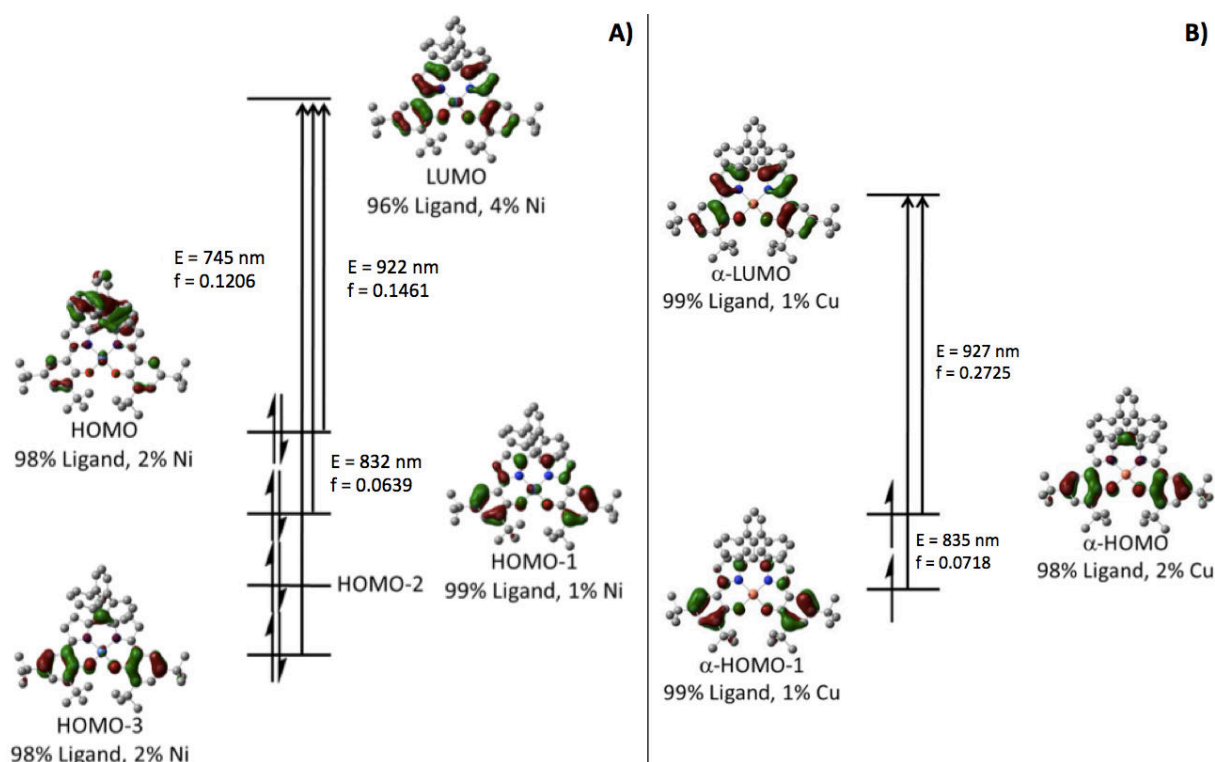 A)
LUMO
96% Ligand, 4% Ni
E = 745 nm
f = 0.1206
E = 922 nm
f = 0.1461
HOMO
98% Ligand, 2% Ni
E = 832 nm
f = 0.0639
HOMO-1
99% Ligand, 1% Ni
HOMO-2
HOMO-3
98% Ligand, 2% Ni
B)
α-LUMO
99% Ligand, 1% Cu
E = 927 nm
f = 0.2725
α-HOMO
98% Ligand, 2% Cu
E = 835 nm
f = 0.0718
α-HOMO-1
99% Ligand, 1% Cu